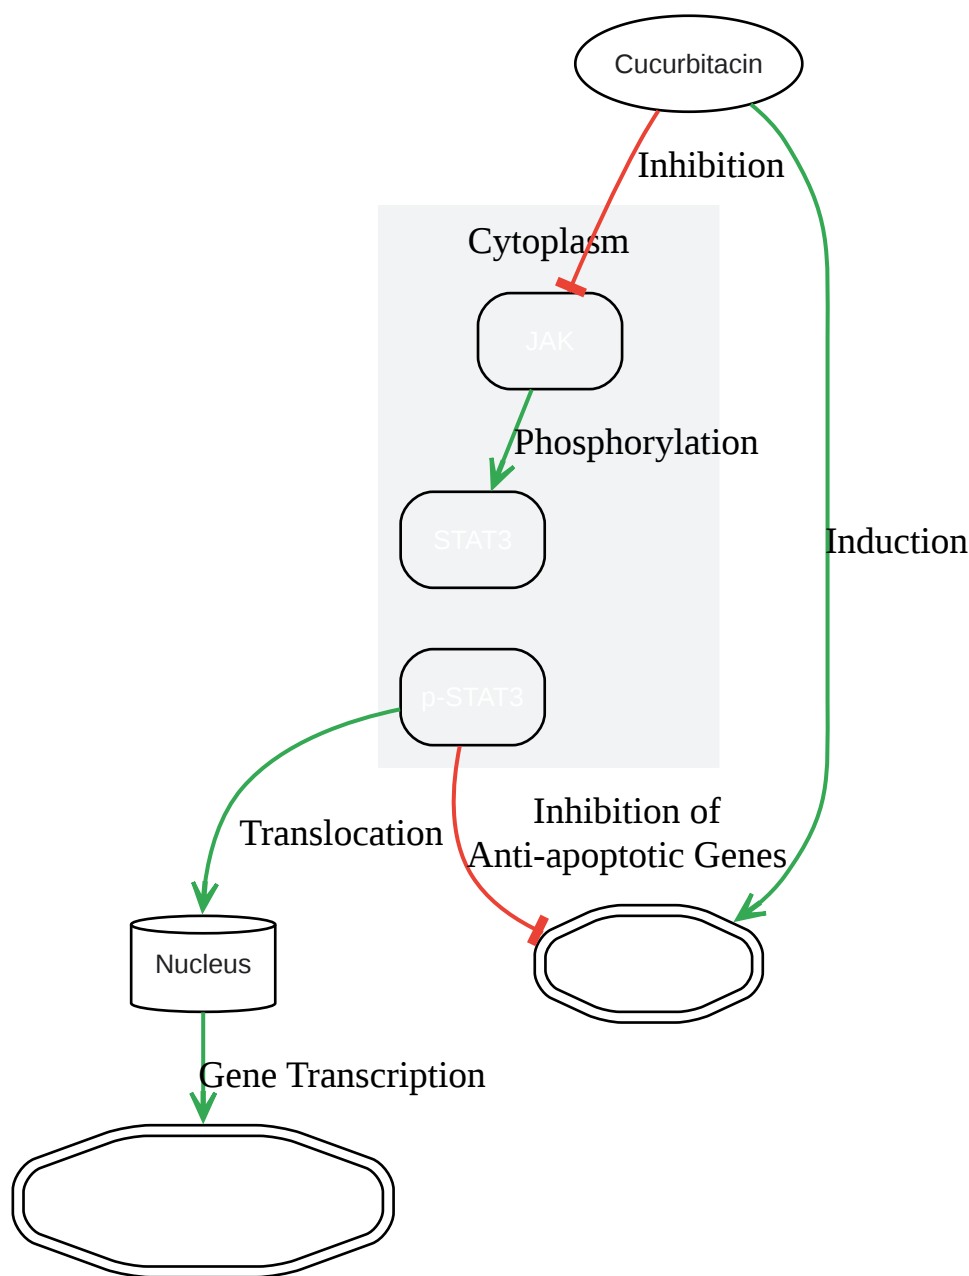 Cucurbitacin
Inhibition
Cytoplasm
JAK
Phosphorylation
STAT3
Induction
p-STAT3
Inhibition of
Anti-apoptotic Genes
Translocation
Nucleus
Gene Transcription